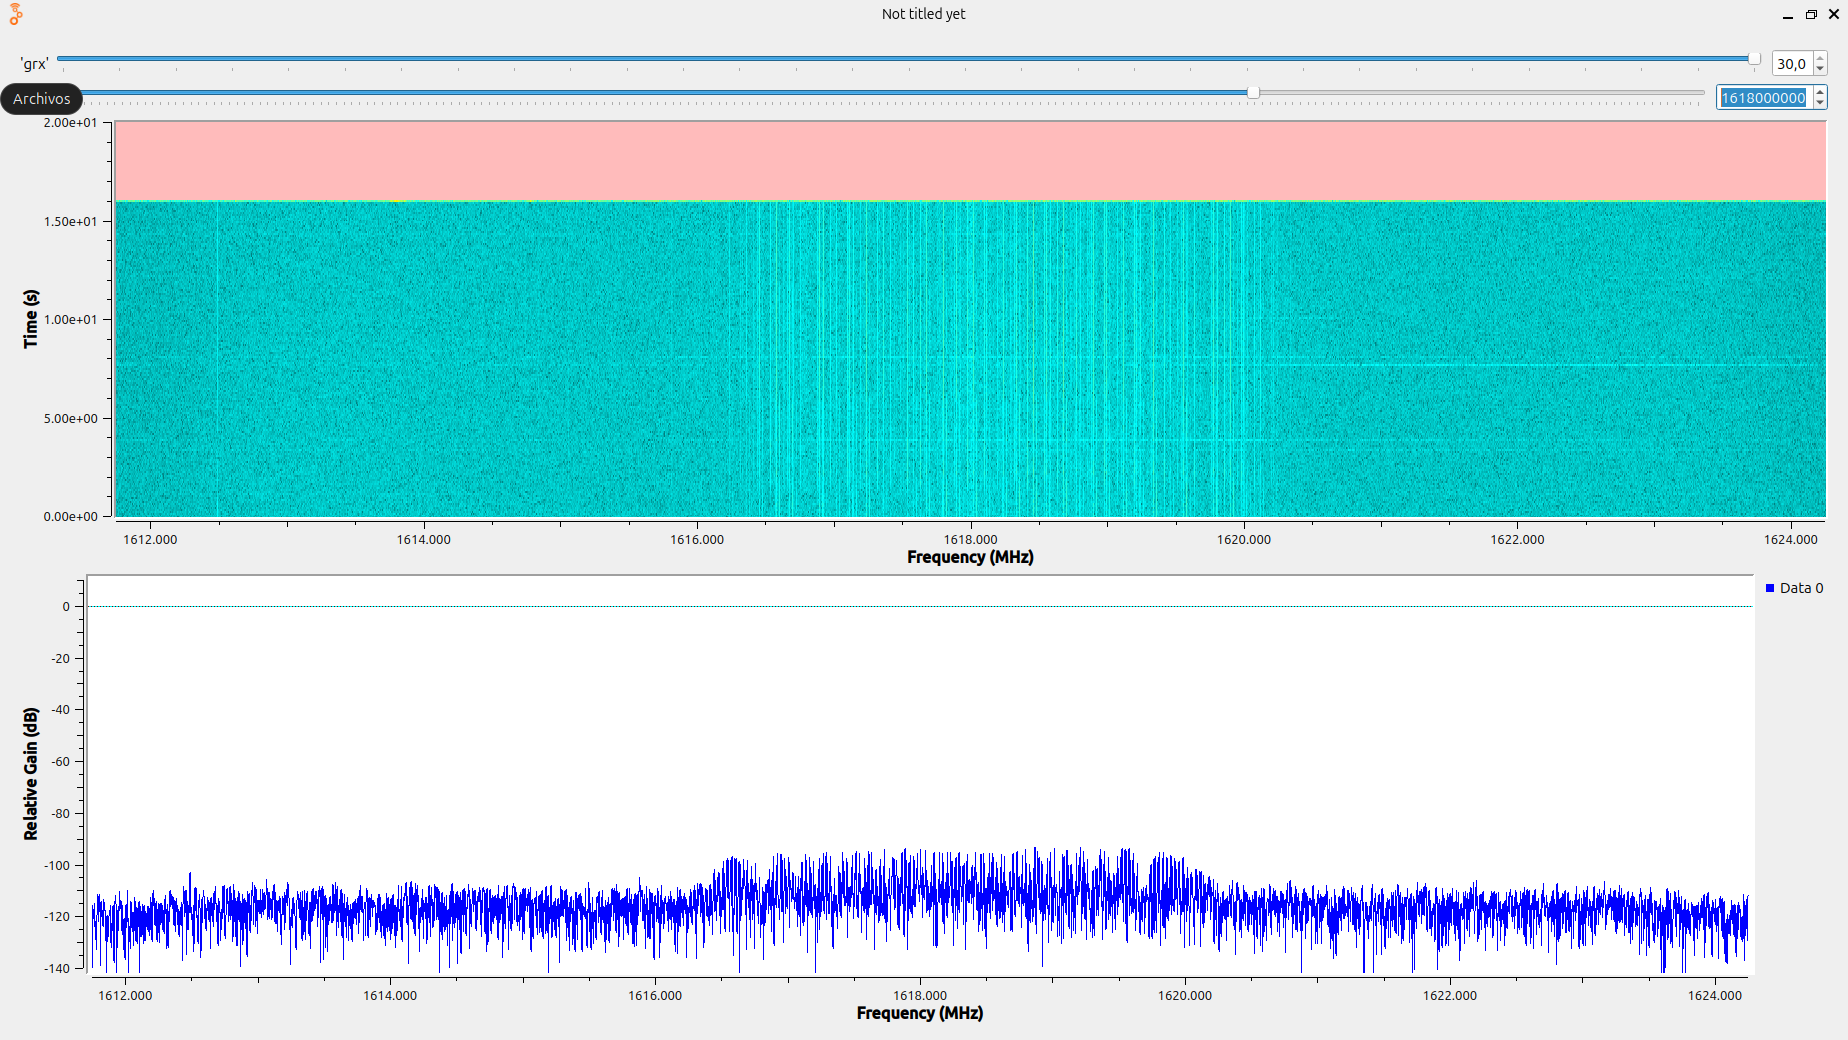 Not titled yet
'grx'
30,0
Archivos
1618000000
2.00e+01
1.50e+01
1.00e+01
5.00e+00
0.00e+00
Time (s)
1612.000 1614.000 1616.000 1618.000 1620.000 1622.000 1624.000
Frequency (MHz)
Data 0
0
-20
-40
-60
-80
-100
-120
-140
Relative Gain (dB)
1612.000 1614.000 1616.000 1618.000 1620.000 1622.000 1624.000
Frequency (MHz)